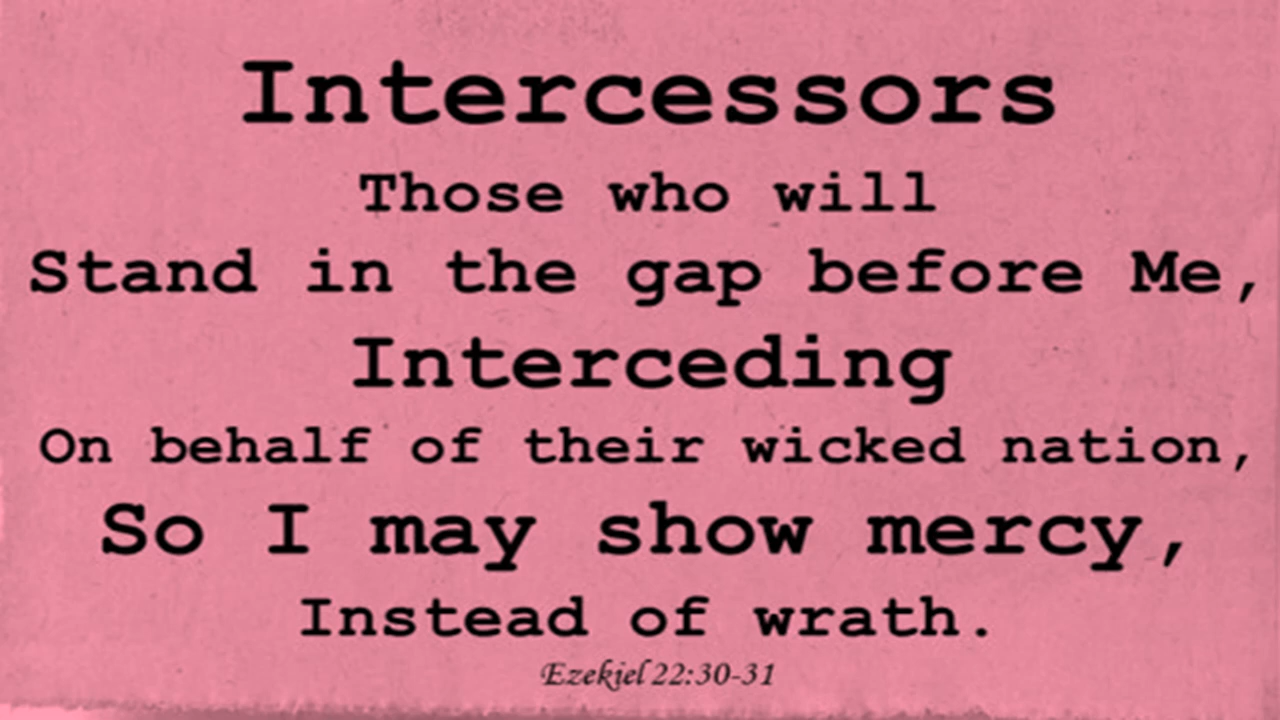 Intercessors
Those who will
Stand in the gap before Me,
Interceding
On behalf of their wicked nation,
So I may show mercy,
Instead of wrath.
Ezekiel 22:30-31